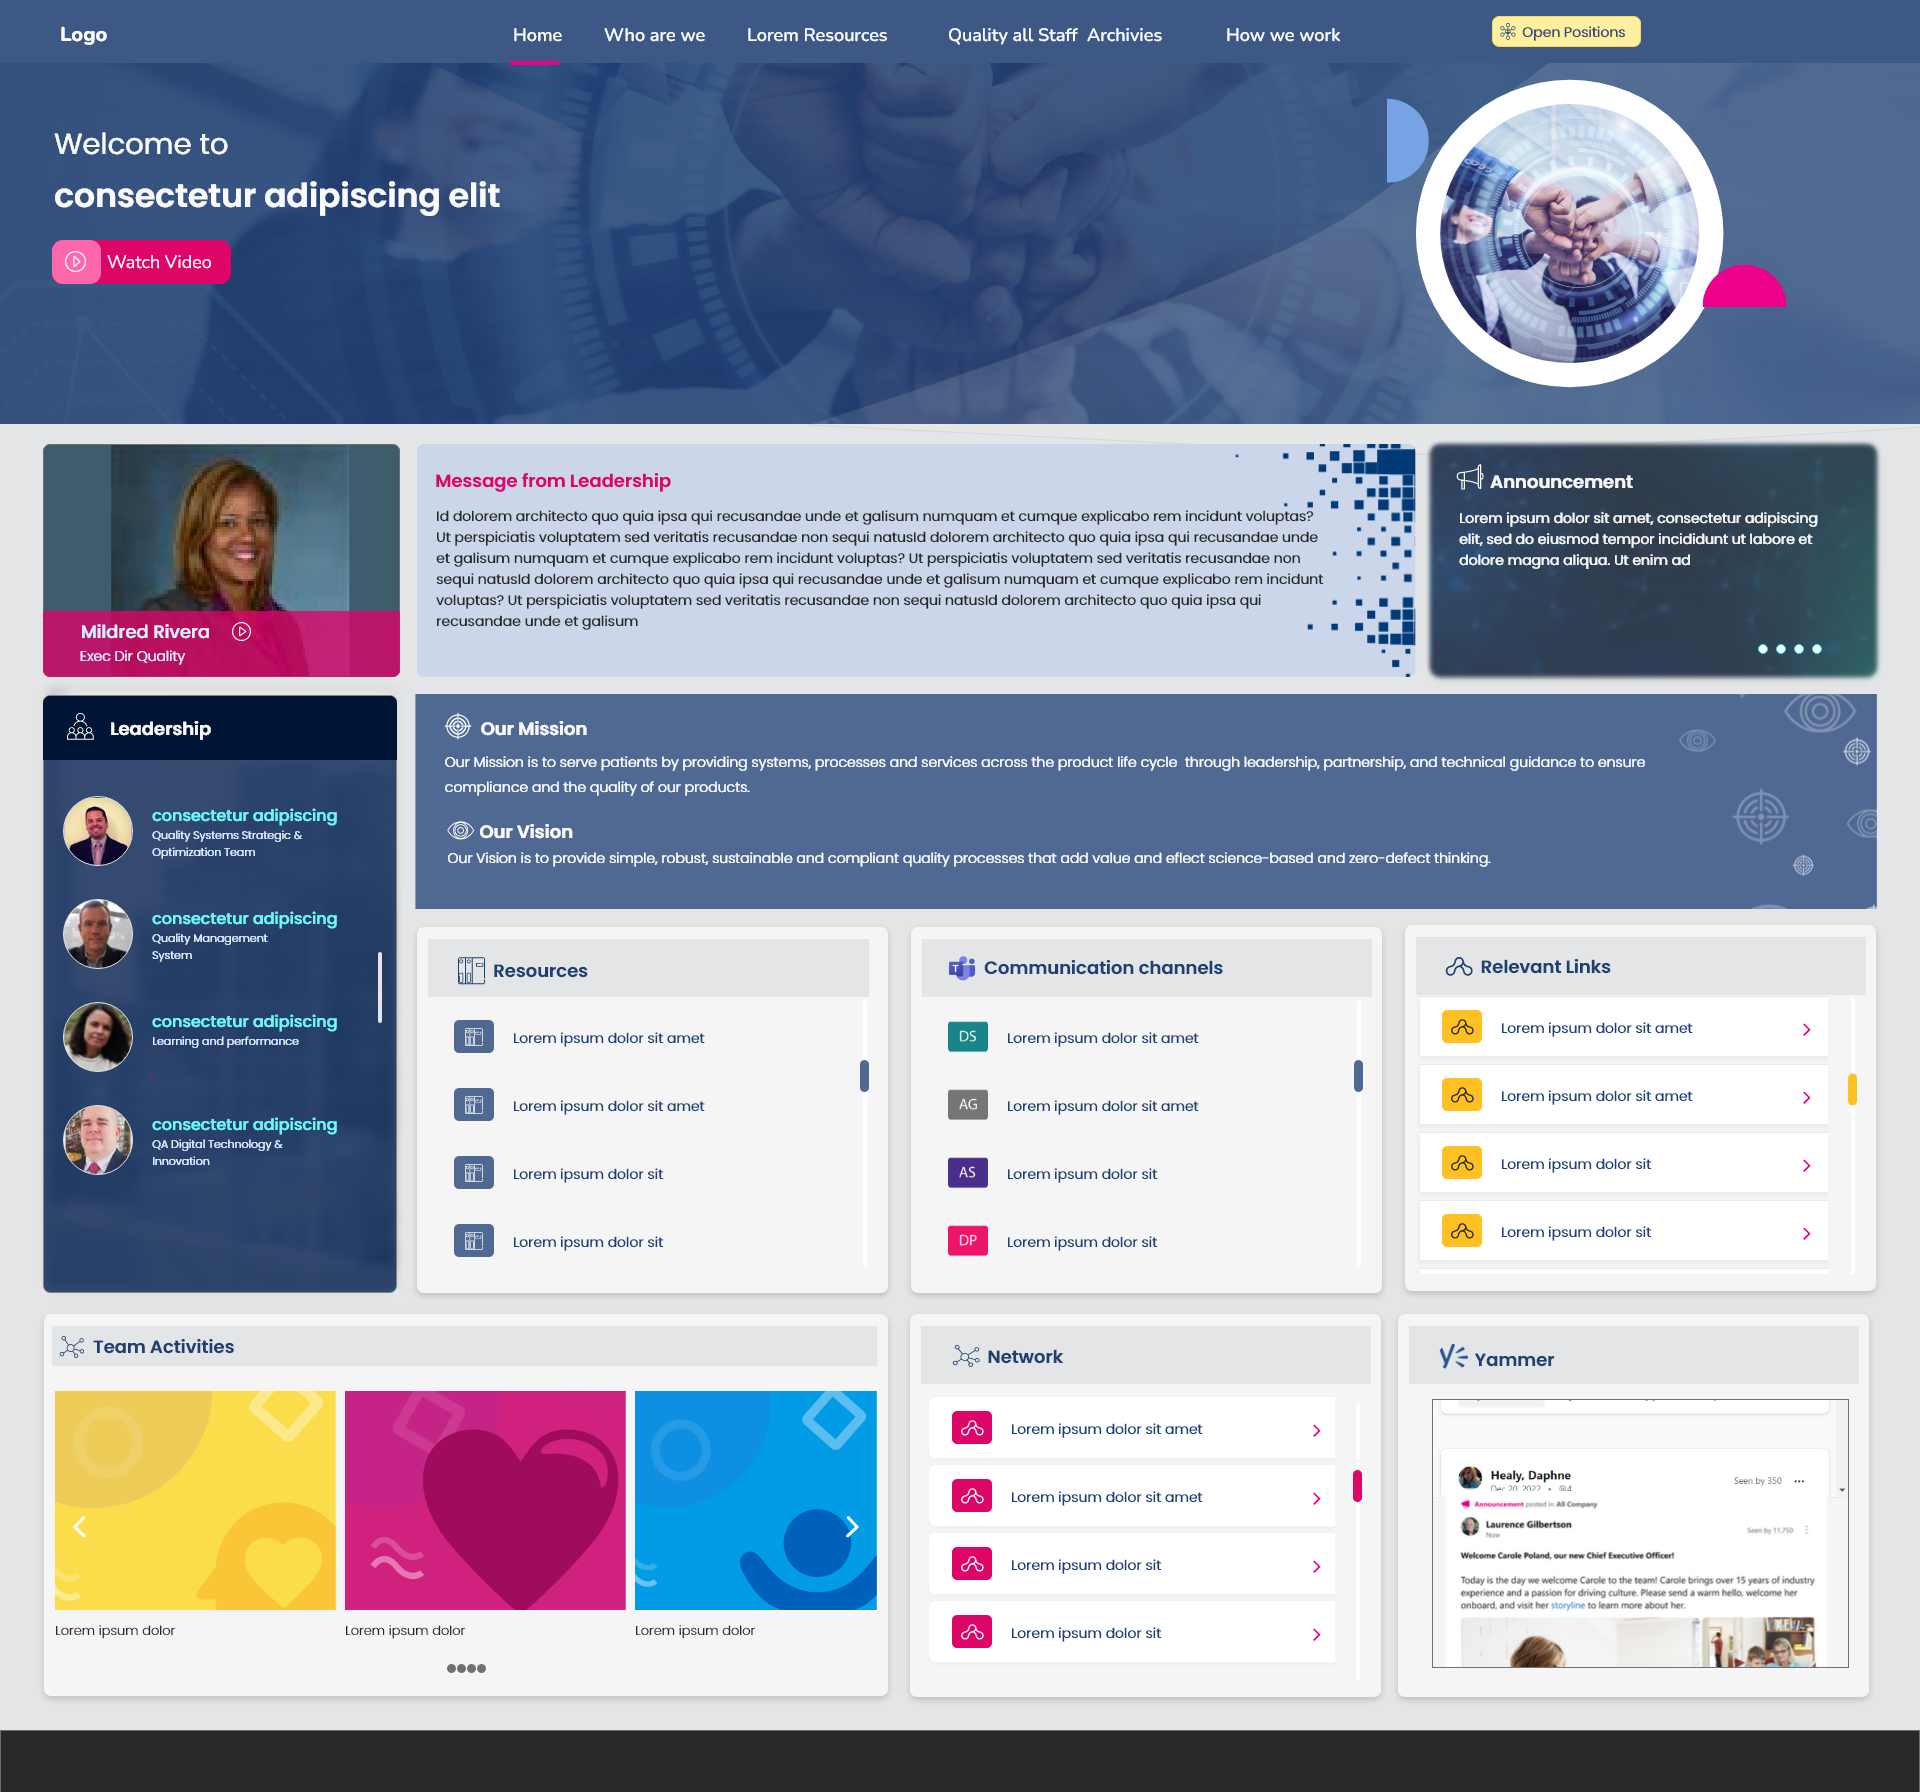 Logo
Home
Who are we
Lorem Resources
Quality all Staff  Archivies
How we work
Open Positions
Welcome to
consectetur adipiscing elit
Watch Video
Mildred Rivera
Exec Dir Quality
Message from Leadership
Id dolorem architecto quo quia ipsa qui recusandae unde et galisum numquam et cumque explicabo rem incidunt voluptas?
Ut perspiciatis voluptatem sed veritatis recusandae non sequi natusId dolorem architecto quo quia ipsa qui recusandae unde
et galisum numquam et cumque explicabo rem incidunt voluptas? Ut perspiciatis voluptatem sed veritatis recusandae non
sequi natusId dolorem architecto quo quia ipsa qui recusandae unde et galisum numquam et cumque explicabo rem incidunt
voluptas? Ut perspiciatis voluptatem sed veritatis recusandae non sequi natusId dolorem architecto quo quia ipsa qui
recusandae unde et galisum
Announcement
Lorem ipsum dolor sit amet, consectetur adipiscing
elit, sed do eiusmod tempor incididunt ut labore et
dolore magna aliqua. Ut enim ad
Leadership
consectetur adipiscing
Quality Systems Strategic &
Optimization Team
consectetur adipiscing
Quality Management
System
consectetur adipiscing
Learning and performance
consectetur adipiscing
QA Digital Technology &
Innovation
Our Mission
Our Mission is to serve patients by providing systems, processes and services across the product life cycle  through leadership, partnership, and technical guidance to ensure
compliance and the quality of our products.
Our Vision
Our Vision is to provide simple, robust, sustainable and compliant quality processes that add value and eflect science-based and zero-defect thinking.
Resources
Lorem ipsum dolor sit amet
Lorem ipsum dolor sit amet
Lorem ipsum dolor sit
Lorem ipsum dolor sit
T
Communication channels
DS
Lorem ipsum dolor sit amet
AG
Lorem ipsum dolor sit amet
AS
Lorem ipsum dolor sit
DP
Lorem ipsum dolor sit
Relevant Links
Lorem ipsum dolor sit amet
Lorem ipsum dolor sit amet
Lorem ipsum dolor sit
Lorem ipsum dolor sit
Team Activities
Lorem ipsum dolor
Lorem ipsum dolor
Lorem ipsum dolor
Network
Lorem ipsum dolor sit amet
Lorem ipsum dolor sit amet
Lorem ipsum dolor sit
Lorem ipsum dolor sit
Yammer
Healy, Daphne
Seen by 350
Dec 20, 2022 • @4
Announcement posted in All Company
Laurence Gilbertson
Now
Seen by 11,750
Welcome Carole Poland, our new Chief Executive Officer!
Today is the day we welcome Carole to the team! Carole brings over 15 years of industry
experience and a passion for driving culture. Please send a warm hello, welcome her
onboard, and visit her storyline to learn more about her.